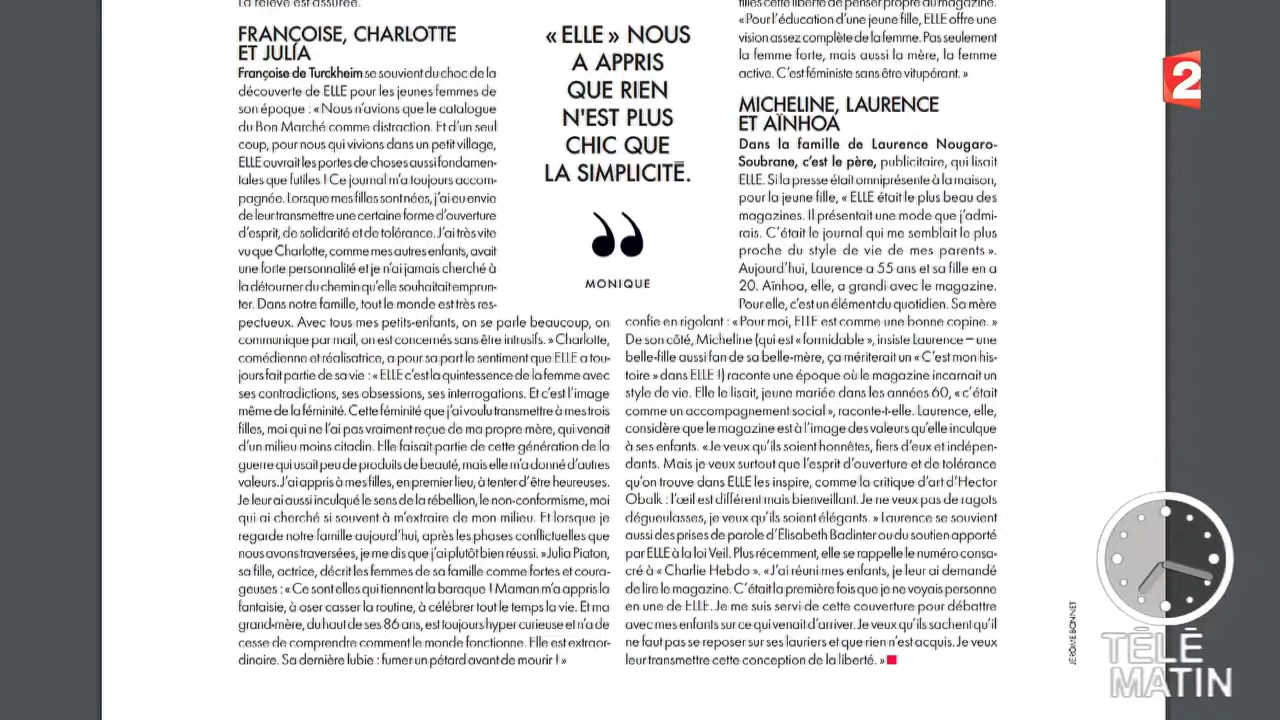 La relève est assurée.
FRANÇOISE, CHARLOTTE
ET JULIA
Françoise de Turckheim se souvient du choc de la
découverte de ELLE pour les jeunes femmes de
son époque : « Nous n'avions que le catalogue
du Bon Marché comme distraction. Et d'un seul
coup, pour nous qui vivions dans un petit village,
ELLE ouvrait les portes de choses aussi fondamen-
tales que futiles ! Ce journal m'a toujours accom-
pagnée. Lorsque mes filles sont nées, j'ai eu envie
de leur transmettre une certaine forme d'ouverture
d'esprit, de solidarité et de tolérance. J'ai très vite
vu que Charlotte, comme mes autres enfants, avait
une forte personnalité et je n'ai jamais cherché à
la détourner du chemin qu'elle souhaitait emprun-
ter. Dans notre famille, tout le monde est très res-
pectueux. Avec tous mes petits-enfants, on se parle beaucoup, on
communique par mail, on est concernés sans être intrusifs. » Charlotte,
comédienne et réalisatrice, a pour sa part le sentiment que ELLE a tou-
jours fait partie de sa vie : « ELLE c'est la quintessence de la femme avec
ses contradictions, ses obsessions, ses interrogations. Et c'est l'image
même de la féminité. Cette féminité que j'ai voulu transmettre à mes trois
filles, moi qui ne l'ai pas vraiment reçue de ma propre mère, qui venait
d'un milieu moins citadin. Elle faisait partie de cette génération de la
guerre qui usait peu de produits de beauté, mais elle m'a donné d'autres
valeurs. J'ai appris à mes filles, en premier lieu, à tenter d'être heureuses.
Je leur ai aussi inculqué le sens de la rébellion, le non-conformisme, moi
qui ai cherché si souvent à m'extraire de mon milieu. Et lorsque je
regarde notre famille aujourd'hui, après les phases conflictuelles que
nous avons traversées, je me dis que j'ai plutôt bien réussi. » Julia Piaton,
sa fille, actrice, décrit les femmes de sa famille comme fortes et coura-
geuses : « Ce sont elles qui tiennent la baraque ! Maman m'a appris la
fantaisie, à oser casser la routine, à célébrer tout le temps la vie. Et ma
grand-mère, du haut de ses 86 ans, est toujours hyper curieuse et n'a de
cesse de comprendre comment le monde fonctionne. Elle est extraor-
dinaire. Sa dernière lubie : fumer un pétard avant de mourir ! »
« ELLE » NOUS
A APPRIS
QUE RIEN
N'EST PLUS
CHIC QUE
LA SIMPLICITÉ.
”
MONIQUE
filles cette liberté de penser propre au magazine.
« Pour l'éducation d'une jeune fille, ELLE offre une
vision assez complète de la femme. Pas seulement
la femme forte, mais aussi la mère, la femme
active. C'est féministe sans être vitupérant. »
MICHELINE, LAURENCE
ET AÏNHOA
Dans la famille de Laurence Nougaro-
Soubrane, c'est le père, publicitaire, qui lisait
ELLE. Si la presse était omniprésente à la maison,
pour la jeune fille, « ELLE était le plus beau des
magazines. Il présentait une mode que j'admi-
rais. C'était le journal qui me semblait le plus
proche du style de vie de mes parents ».
Aujourd'hui, Laurence a 55 ans et sa fille en a
20. Aïnhoa, elle, a grandi avec le magazine.
Pour elle, c'est un élément du quotidien. Sa mère
confie en rigolant : « Pour moi, ELLE est comme une bonne copine. »
De son côté, Micheline (qui est « formidable », insiste Laurence – une
belle-fille aussi fan de sa belle-mère, ça mériterait un « C'est mon his-
toire » dans ELLE !) raconte une époque où le magazine incarnait un
style de vie. Elle le lisait, jeune mariée dans les années 60, « c'était
comme un accompagnement social », raconte-t-elle. Laurence, elle,
considère que le magazine est à l'image des valeurs qu'elle inculque
à ses enfants. « Je veux qu'ils soient honnêtes, fiers d'eux et indépen-
dants. Mais je veux surtout que l'esprit d'ouverture et de tolérance
qu'on trouve dans ELLE les inspire, comme la critique d'art d'Hector
Obalk : l'œil est différent mais bienveillant. Je ne veux pas de ragots
dégueulasses, je veux qu'ils soient élégants. » Laurence se souvient
aussi des prises de parole d'Elisabeth Badinter ou du soutien apporté
par ELLE à la loi Veil. Plus récemment, elle se rappelle le numéro consa-
cré à « Charlie Hebdo ». « J'ai réuni mes enfants, je leur ai demandé
de lire le magazine. C'était la première fois que je ne voyais personne
en une de ELLE. Je me suis servi de cette couverture pour débattre
avec mes enfants sur ce qui venait d'arriver. Je veux qu'ils sachent qu'il
ne faut pas se reposer sur ses lauriers et que rien n'est acquis. Je veux
leur transmettre cette conception de la liberté. »
JEROME BONNET
2
TÉLÉ
MATIN